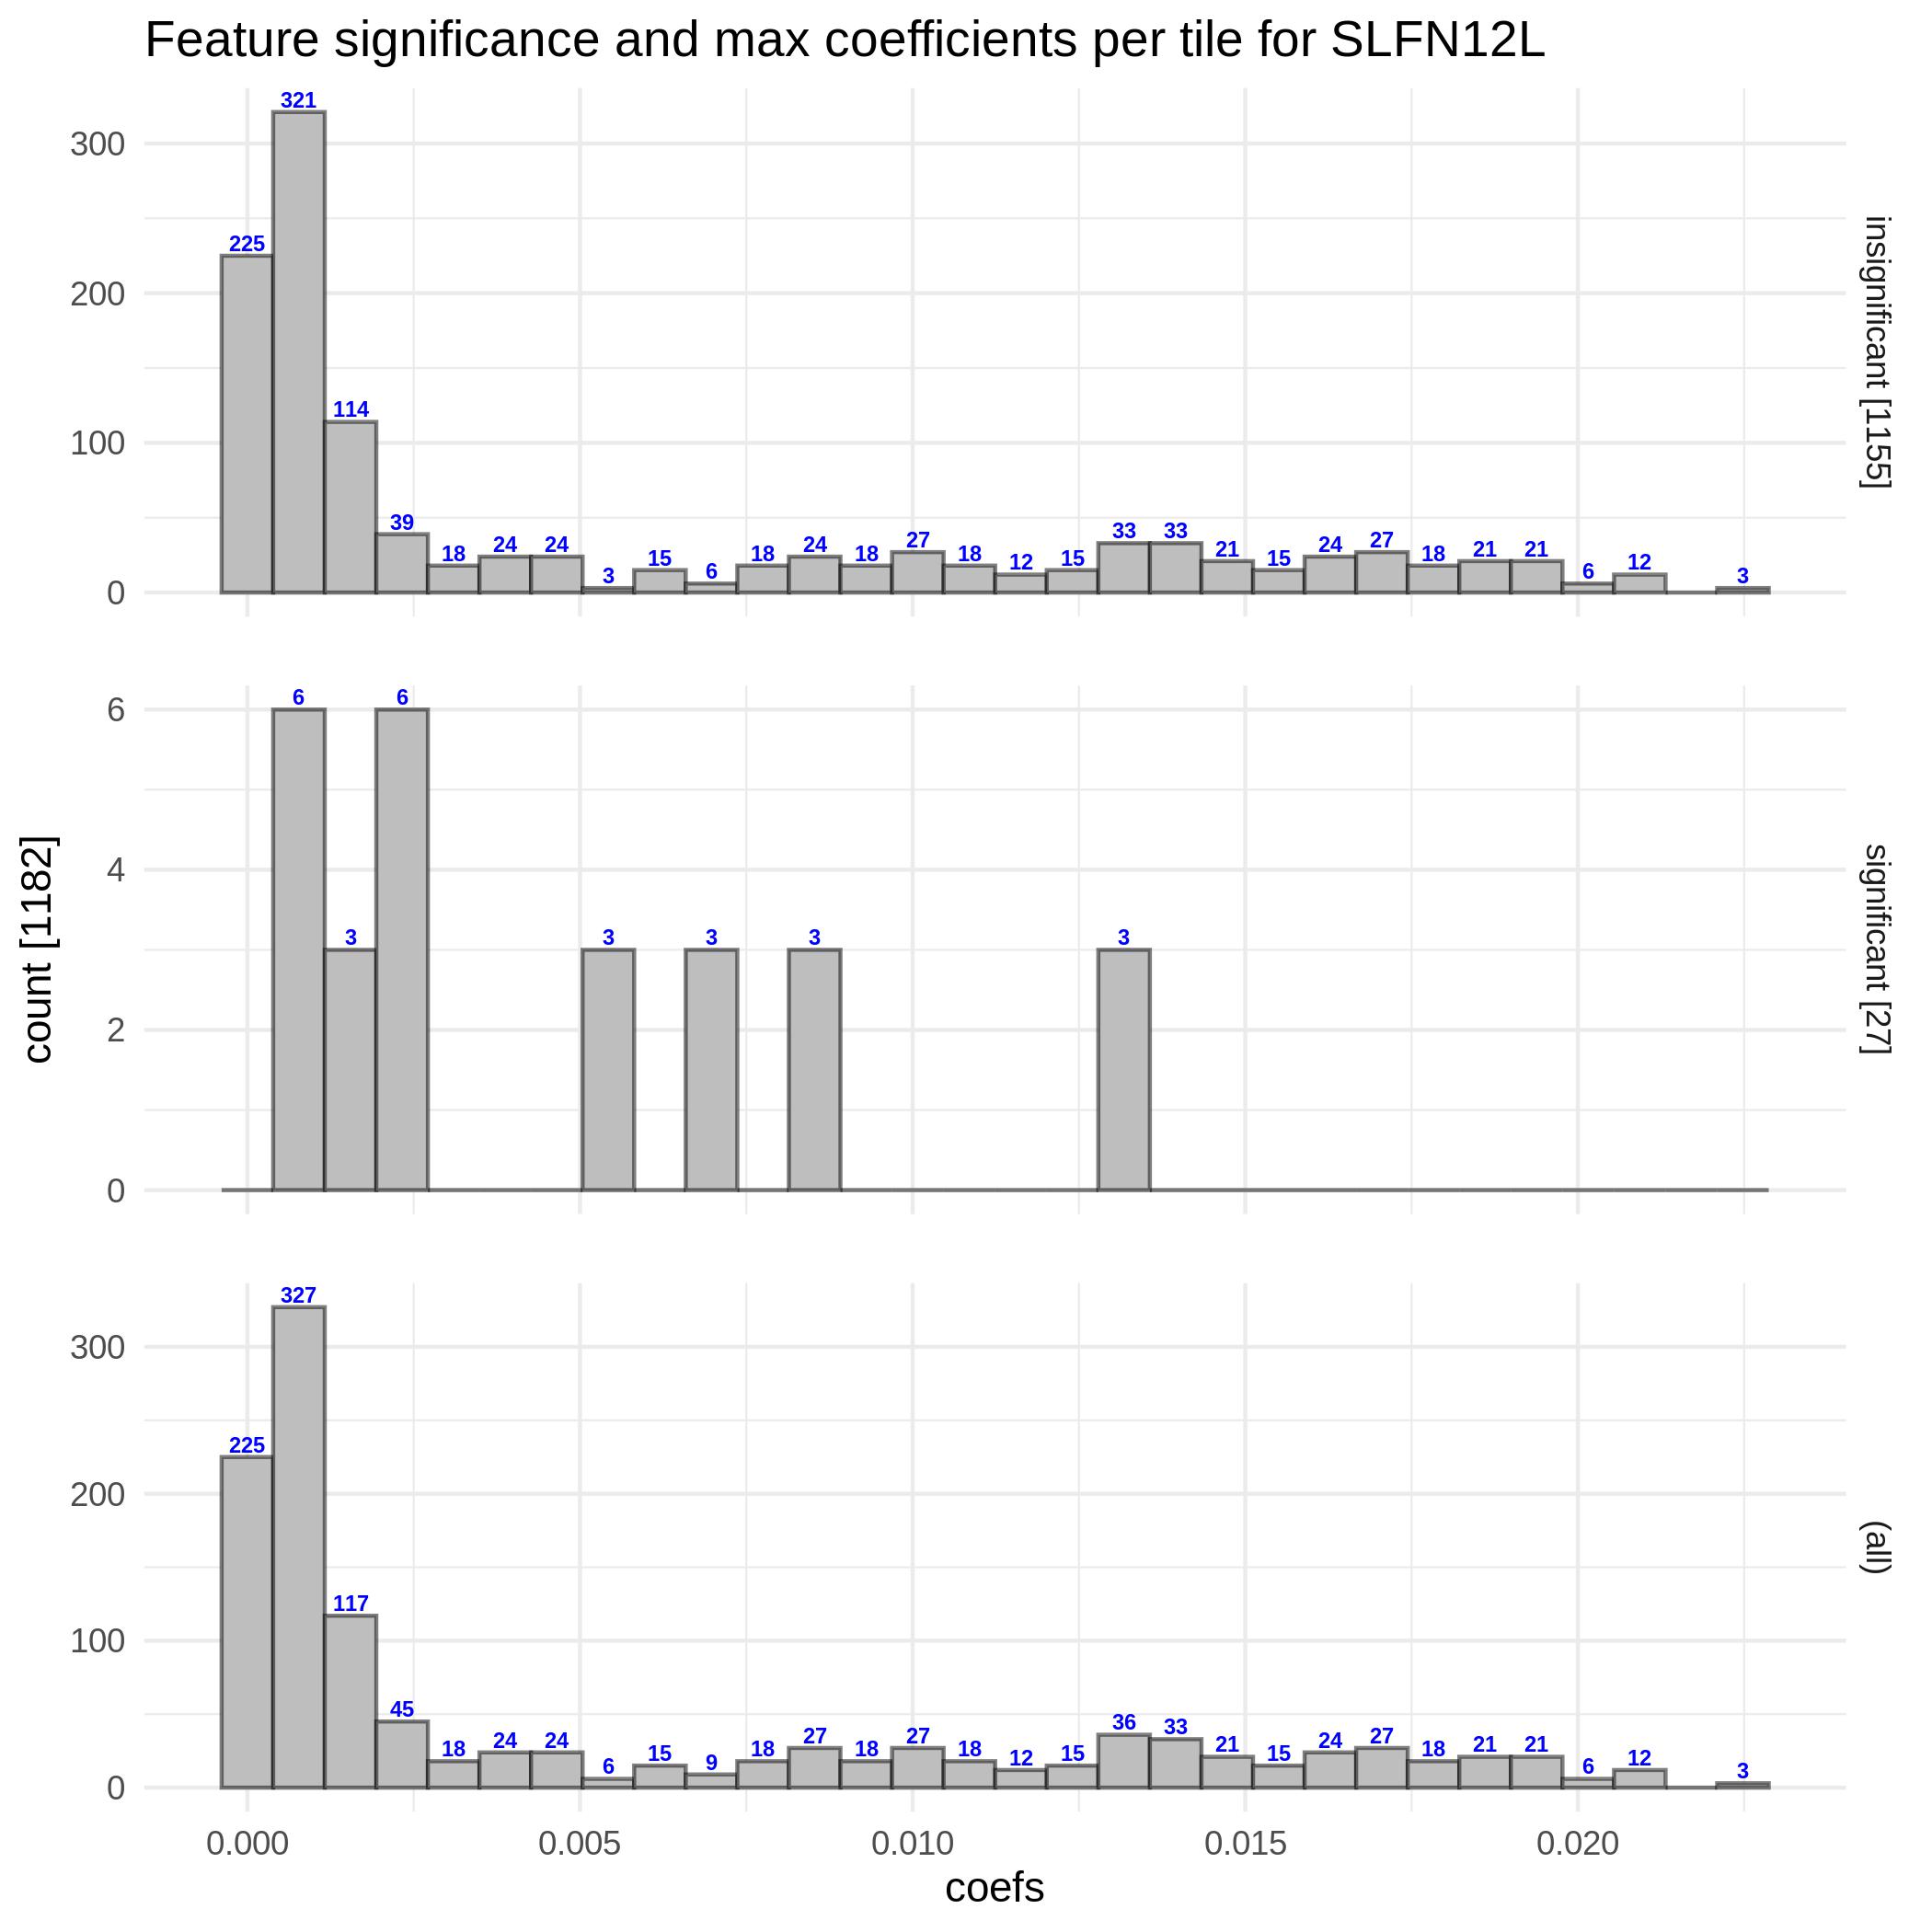 Feature significance and max coefficients per tile for SLFN12L
321
300
225
200
114
100
39
18 24 24 3 15 6 18 24 18 27 18 12 15 33 33 21 15 24 27 18 21 21 6 12 3
0
insignificant [1155]
6 6
6
4
3 3 3 3 3
2
0
significant [27]
count [1182]
327
300
225
200
117
100
45
18 24 24 6 15 9 18 27 18 27 18 12 15 36 33 21 15 24 27 18 21 21 6 12 3
0
(all)
0.000 0.005 0.010 0.015 0.020
coefs